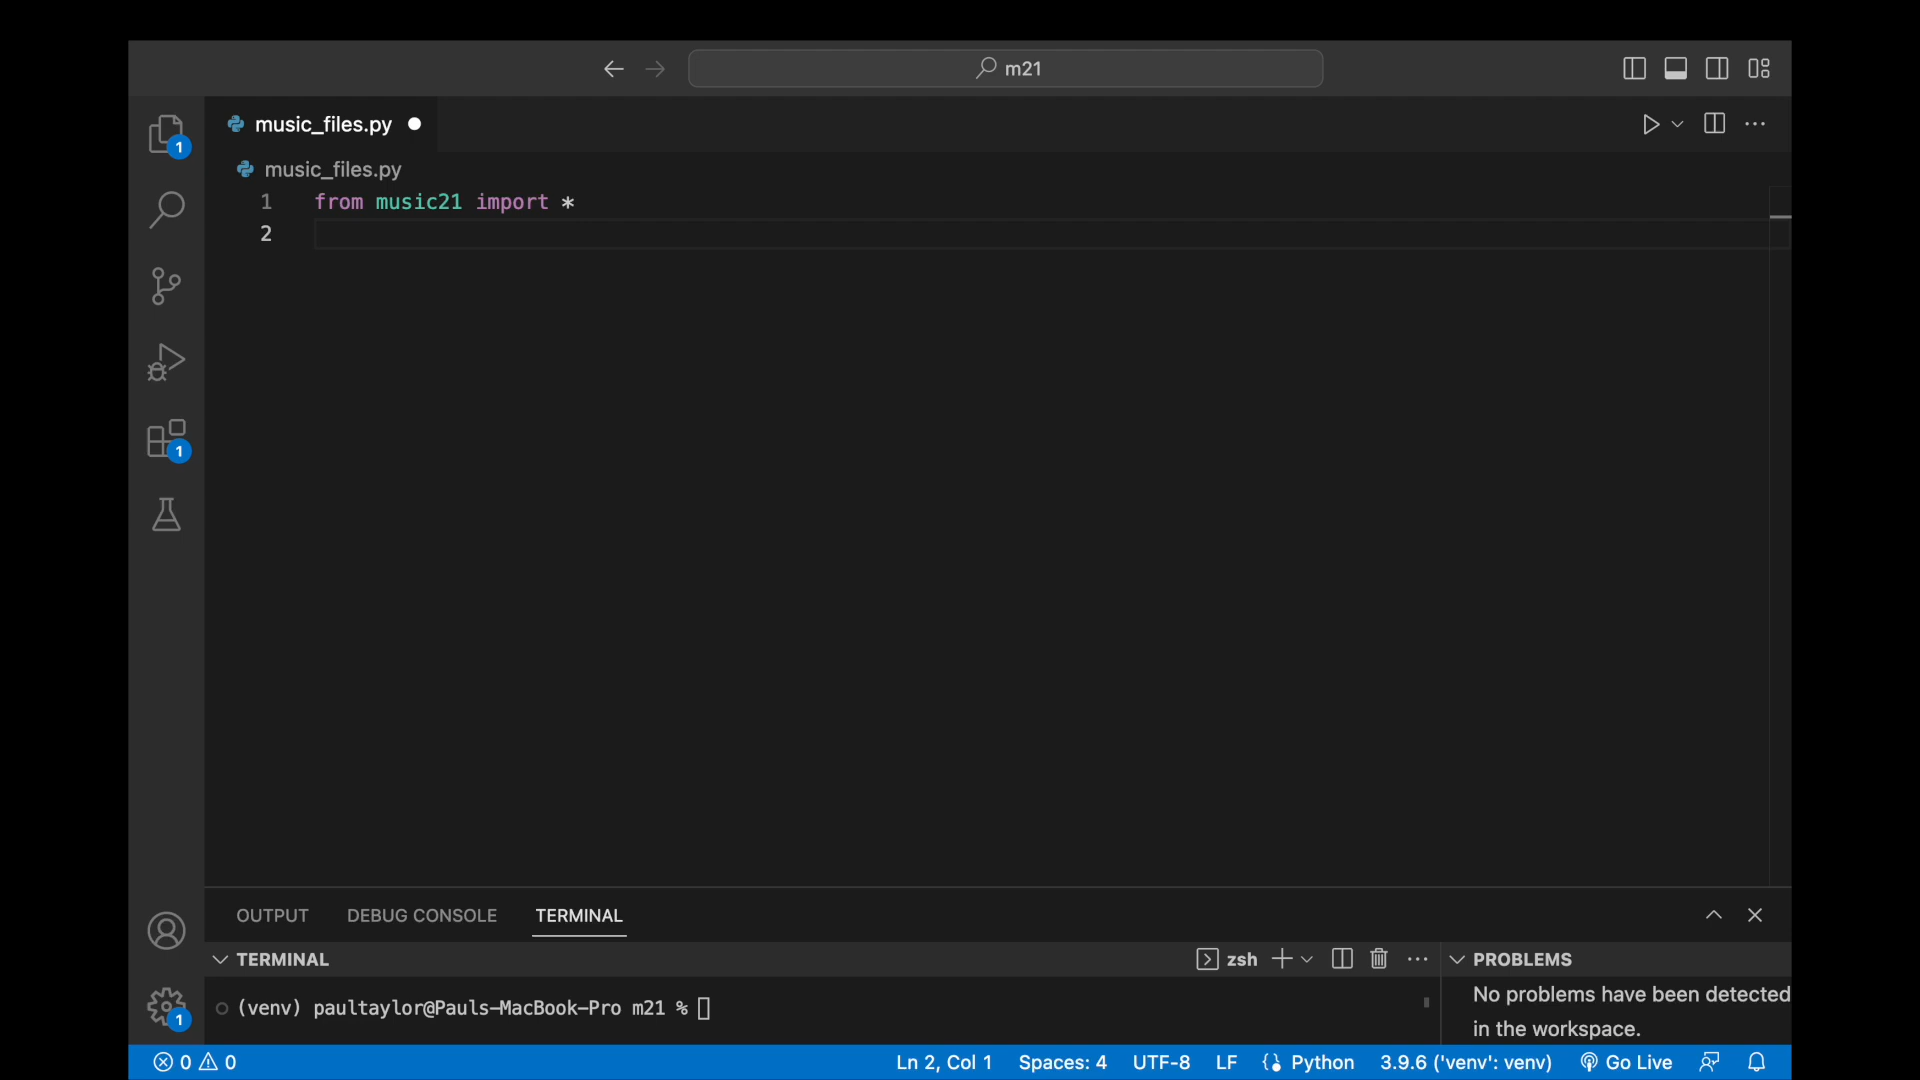 m21
music_files.py
music_files.py
1 from music21 import *
2
1
1
1
OUTPUT DEBUG CONSOLE TERMINAL
TERMINAL zsh
(venv) paultaylor@Pauls-MacBook-Pro m21 %
PROBLEMS
No problems have been detected
in the workspace.
0 0 Ln 2, Col 1 Spaces: 4 UTF-8 LF Python 3.9.6 ('venv': venv) Go Live